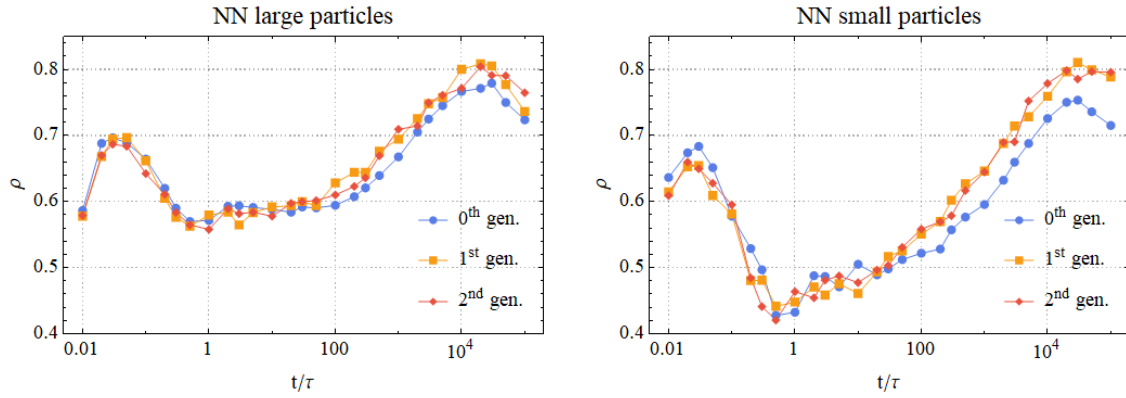 NN large particles
0.8
0.7
ρ
0.6
0.5
0.4
0th gen.
1st gen.
2nd gen.
0.01
1
100
10^4
t/τ
NN small particles
0.8
0.7
ρ
0.6
0.5
0.4
0th gen.
1st gen.
2nd gen.
0.01
1
100
10^4
t/τ